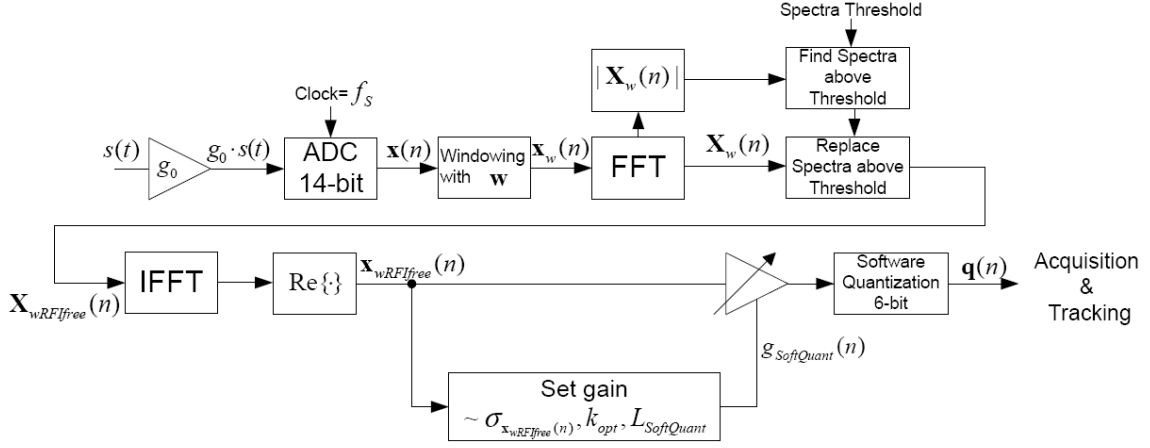 Spectra Threshold
| X_w(n) |
Find Spectra
above
Threshold
Clock= f_S
s(t)
g_0
g_0 · s(t)
ADC
14-bit
x(n)
Windowing
with w
x_w(n)
FFT
X_w(n)
Replace
Spectra above
Threshold
X_wRFIfree(n)
IFFT
Re{·}
x_wRFIfree(n)
Software
Quantization
6-bit
q(n)
Acquisition
&
Tracking
g_SoftQuant(n)
Set gain
~ σ_x_wRFIfree(n), k_opt, L_SoftQuant